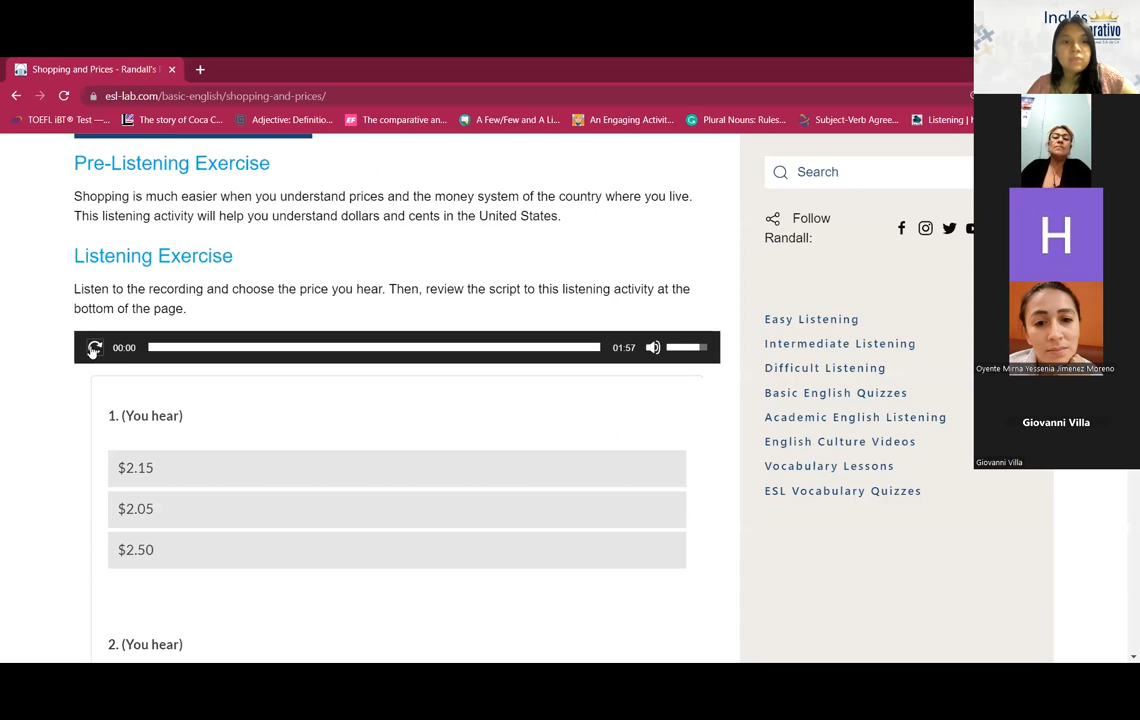 Shopping and Prices - Randall's
esl-lab.com/basic-english/shopping-and-prices/
TOEFL iBT® Test —...
The story of Coca C...
Adjective: Definitio...
The comparative an...
A Few/Few and A Li...
An Engaging Activit...
Plural Nouns: Rules...
Subject-Verb Agree...
Listening |
Pre-Listening Exercise
Shopping is much easier when you understand prices and the money system of the country where you live.
This listening activity will help you understand dollars and cents in the United States.
Listening Exercise
Listen to the recording and choose the price you hear. Then, review the script to this listening activity at the
bottom of the page.
00:00
01:57
1. (You hear)
$2.15
$2.05
$2.50
2. (You hear)
Search
Follow
Randall:
Easy Listening
Intermediate Listening
Difficult Listening
Basic English Quizzes
Academic English Listening
English Culture Videos
Vocabulary Lessons
ESL Vocabulary Quizzes
Inglés
H
Oyente Mirna Yessenia Jimenez Moreno
Giovanni Villa
Giovanni Villa